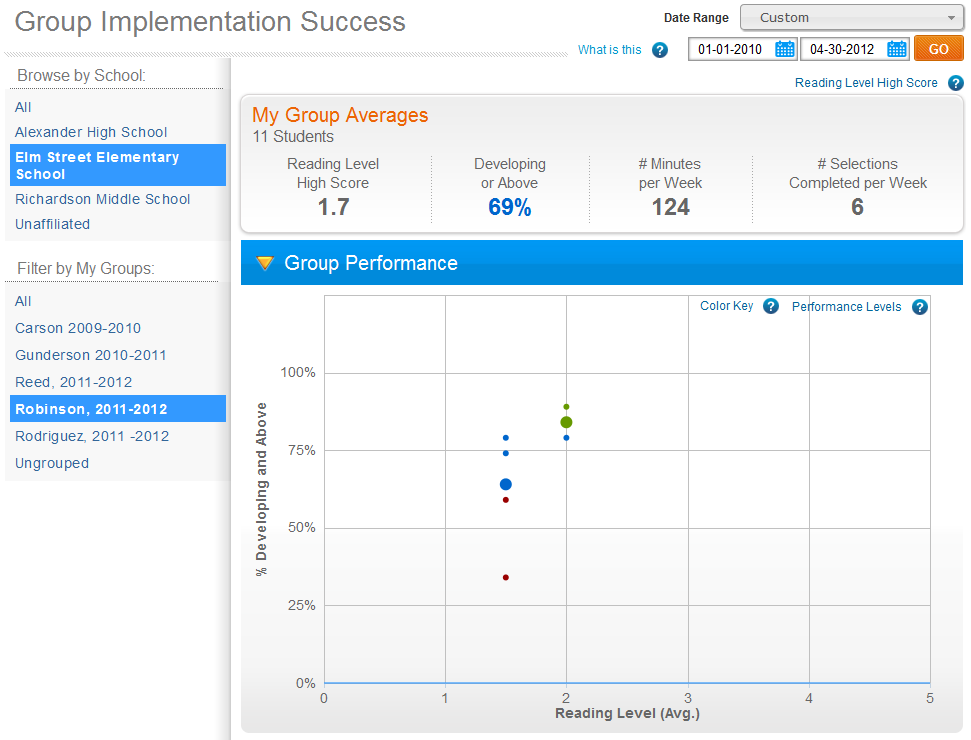 Group Implementation Success
Date Range
Custom
What is this ?
01-01-2010
04-30-2012
GO
Reading Level High Score ?
Browse by School:
All
Alexander High School
Elm Street Elementary
School
Richardson Middle School
Unaffiliated
Filter by My Groups:
All
Carson 2009-2010
Gunderson 2010-2011
Reed, 2011-2012
Robinson, 2011-2012
Rodriguez, 2011 -2012
Ungrouped
My Group Averages
11 Students
Reading Level
High Score
1.7
Developing
or Above
69%
# Minutes
per Week
124
# Selections
Completed per Week
6
Group Performance
Color Key ?
Performance Levels ?
% Developing and Above
100%
75%
50%
25%
0%
0 1 2 3 4 5
Reading Level (Avg.)